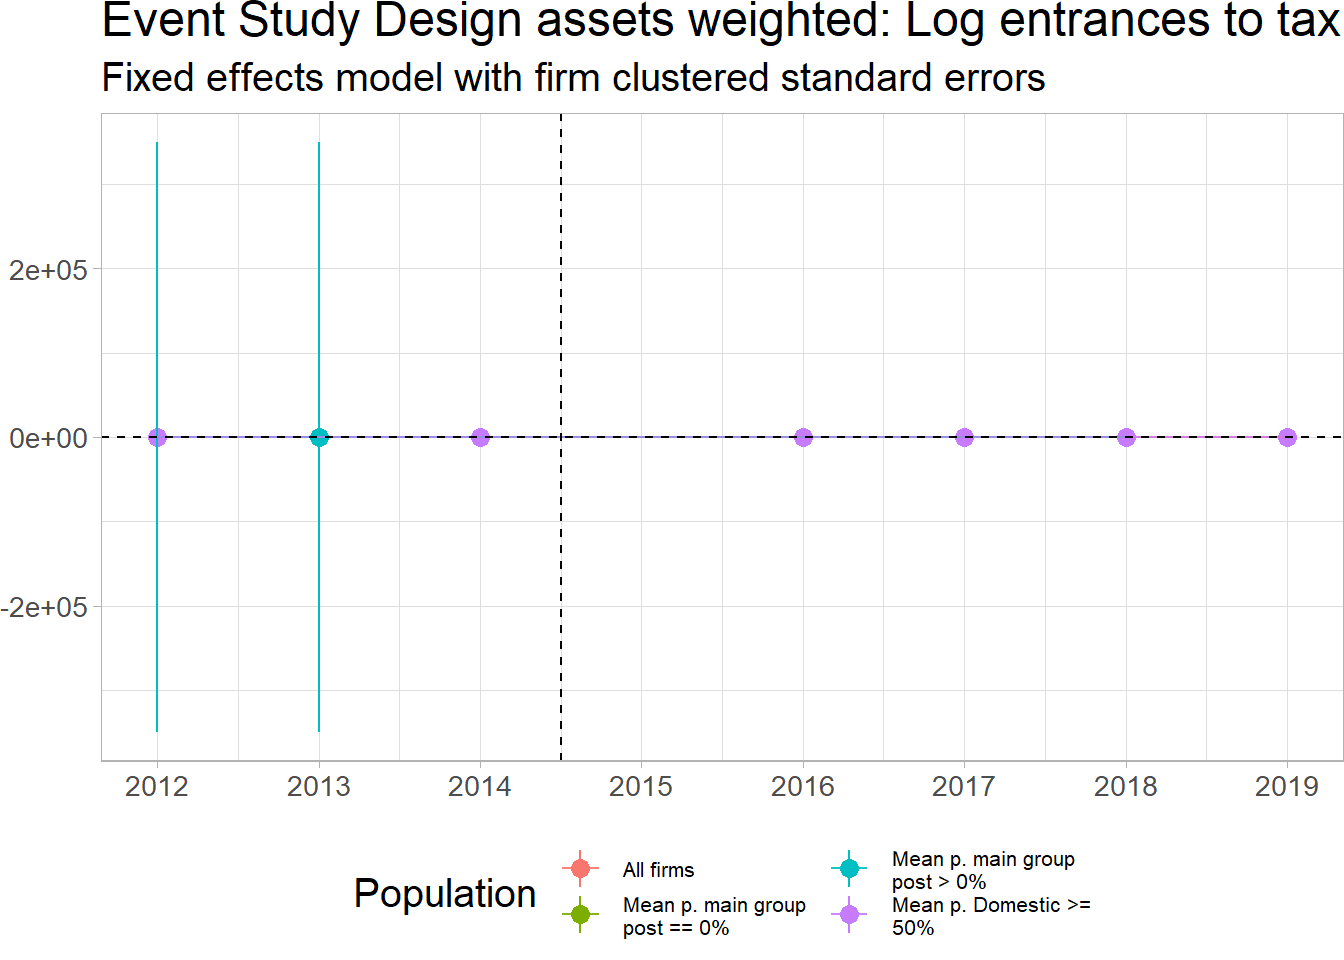 Event Study Design assets weighted: Log entrances to tax
Fixed effects model with firm clustered standard errors
2e+05
0e+00
-2e+05
2012 2013 2014 2015 2016 2017 2018 2019
Population
All firms
Mean p. main group
post == 0%
Mean p. main group
post > 0%
Mean p. Domestic >=
50%